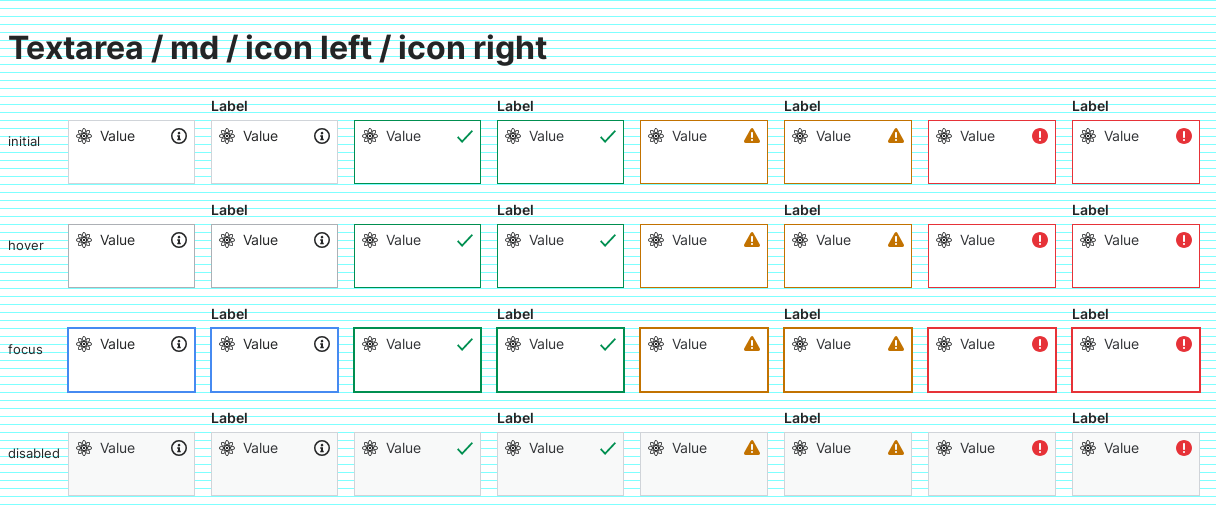 Textarea / md / icon left / icon right
Label Label Label Label
initial Value Value Value Value Value Value Value Value
Label Label Label Label
hover Value Value Value Value Value Value Value Value
Label Label Label Label
focus Value Value Value Value Value Value Value Value
Label Label Label Label
disabled Value Value Value Value Value Value Value Value